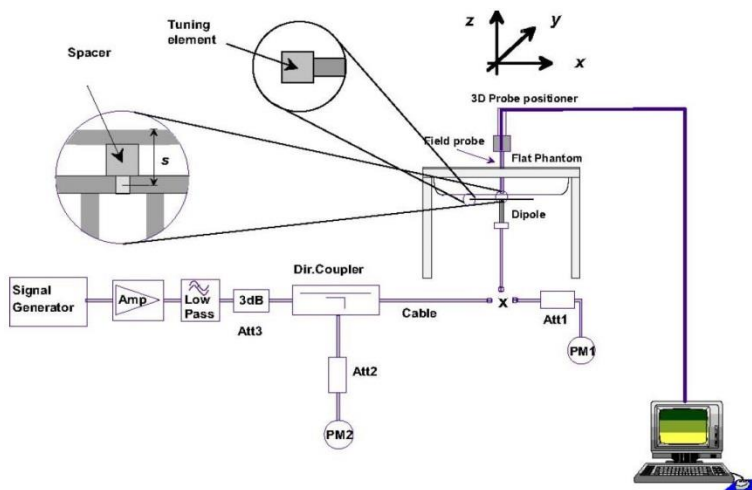 Tuning
element
Spacer
s
z
y
x
3D Probe positioner
Field probe
Flat Phantom
Dipole
Dir.Coupler
Signal
Generator
Amp
Low
Pass
3dB
Att3
Cable
x
Att1
PM1
Att2
PM2